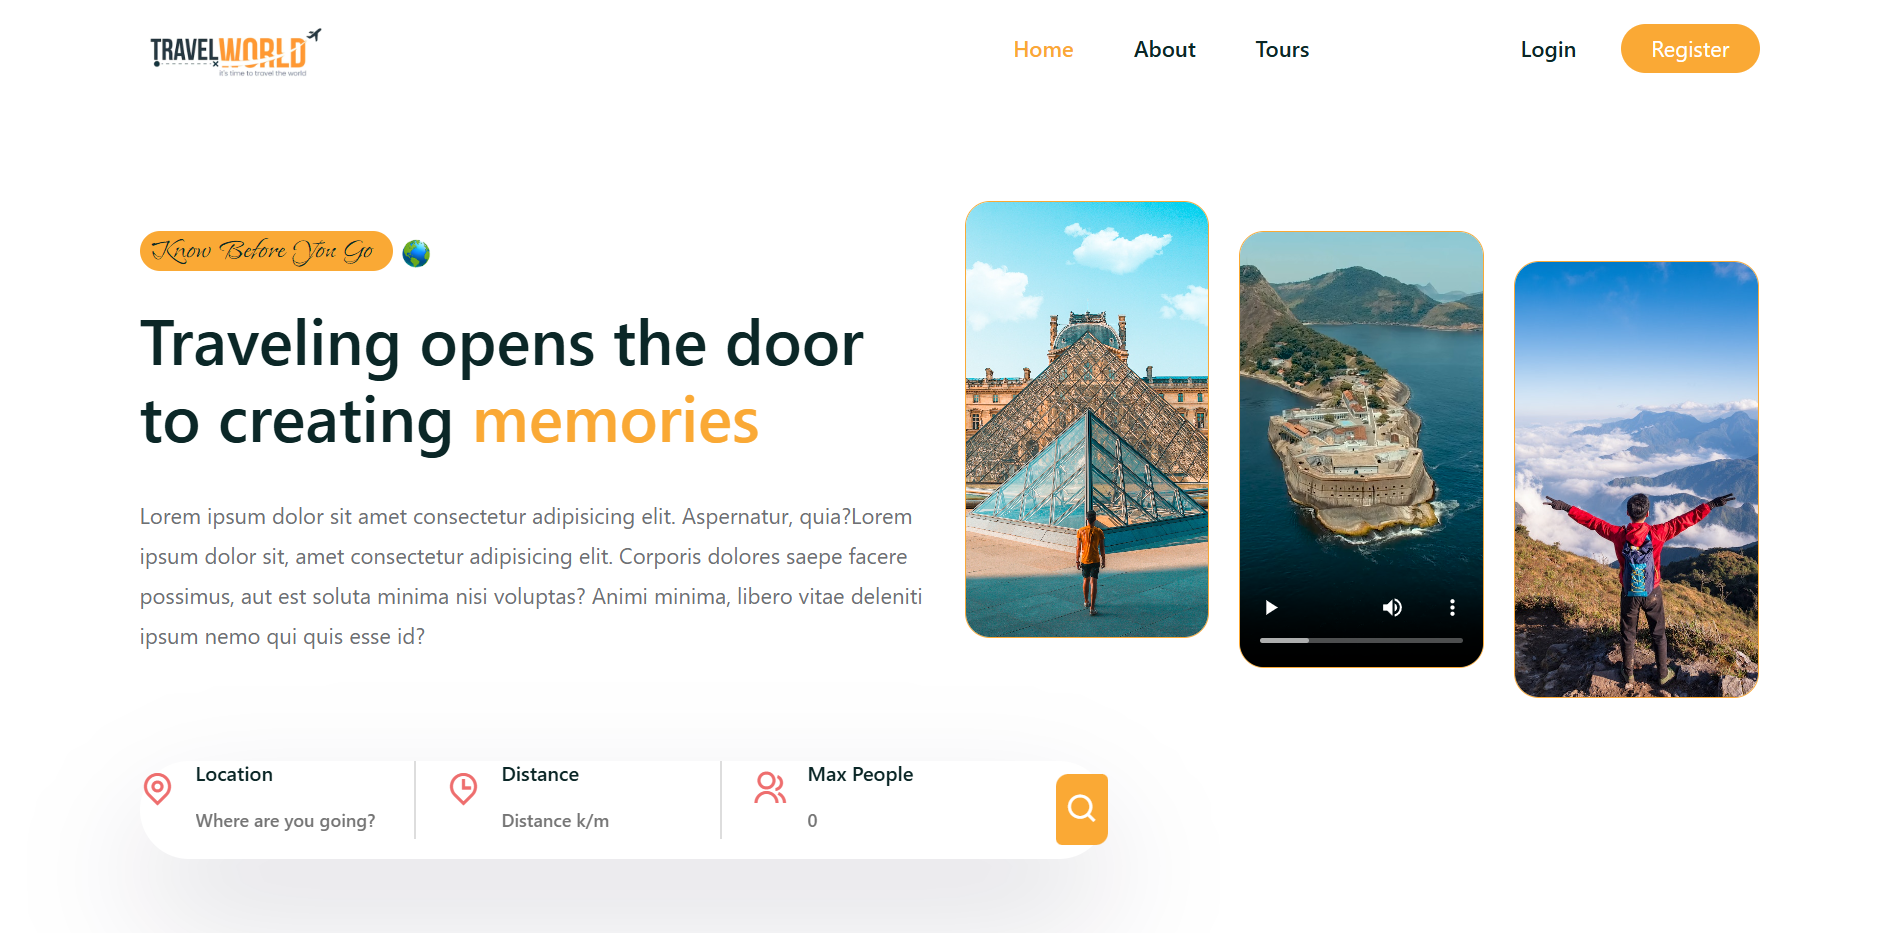 TRAVELWORLD
it's time to travel the world
Home About Tours Login Register
Know Before You Go
Traveling opens the door
to creating memories
Lorem ipsum dolor sit amet consectetur adipisicing elit. Aspernatur, quia?Lorem
ipsum dolor sit, amet consectetur adipisicing elit. Corporis dolores saepe facere
possimus, aut est soluta minima nisi voluptas? Animi minima, libero vitae deleniti
ipsum nemo qui quis esse id?
Location Distance Max People
Where are you going? Distance k/m 0